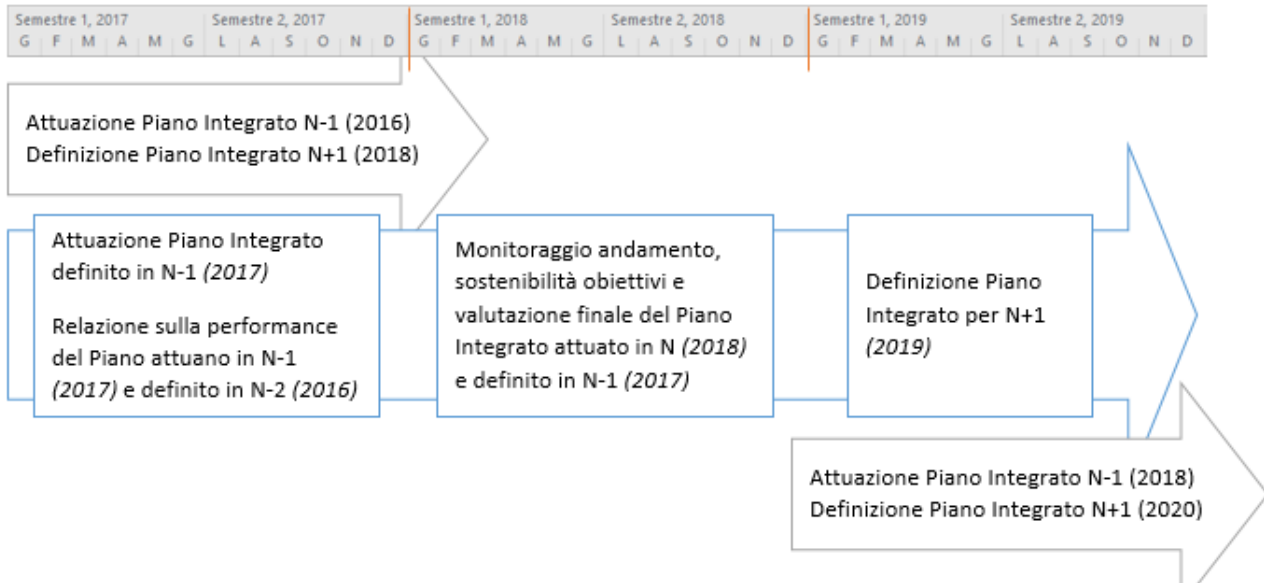 Semestre 1, 2017 Semestre 2, 2017 Semestre 1, 2018 Semestre 2, 2018 Semestre 1, 2019 Semestre 2, 2019
G F M A M G L A S O N D G F M A M G L A S O N D G F M A M G L A S O N D
Attuazione Piano Integrato N-1 (2016)
Definizione Piano Integrato N+1 (2018)
Attuazione Piano Integrato
definito in N-1 (2017)
Relazione sulla performance
del Piano attuano in N-1
(2017) e definito in N-2 (2016)
Monitoraggio andamento,
sostenibilità obiettivi e
valutazione finale del Piano
Integrato attuato in N (2018)
e definito in N-1 (2017)
Definizione Piano
Integrato per N+1
(2019)
Attuazione Piano Integrato N-1 (2018)
Definizione Piano Integrato N+1 (2020)